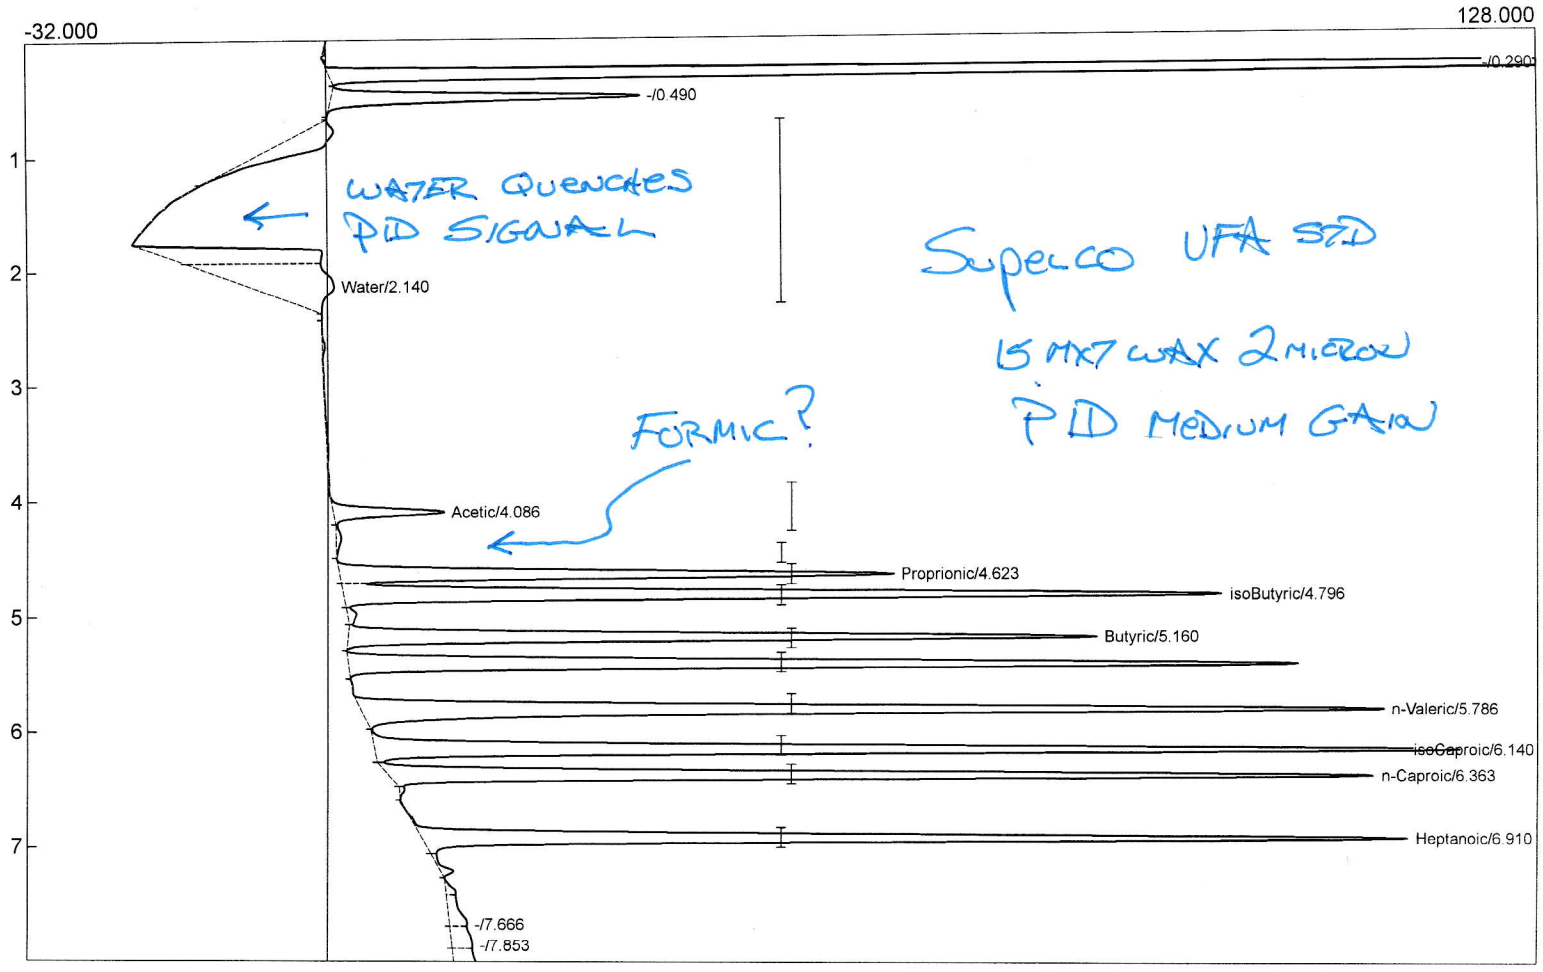 -32.000
128.000
-/0.290
-/0.490
1
WATER QUENCHES
PID SIGNAL
2
Water/2.140
Supelco VFA STD
15 MXT WAX 2 MICRON
PID MEDIUM GAIN
3
FORMIC?
4
Acetic/4.086
Proprionic/4.623
isoButyric/4.796
5
Butyric/5.160
n-Valeric/5.786
6
isoCaproic/6.140
n-Caproic/6.363
7
Heptanoic/6.910
-/7.666
-/7.853